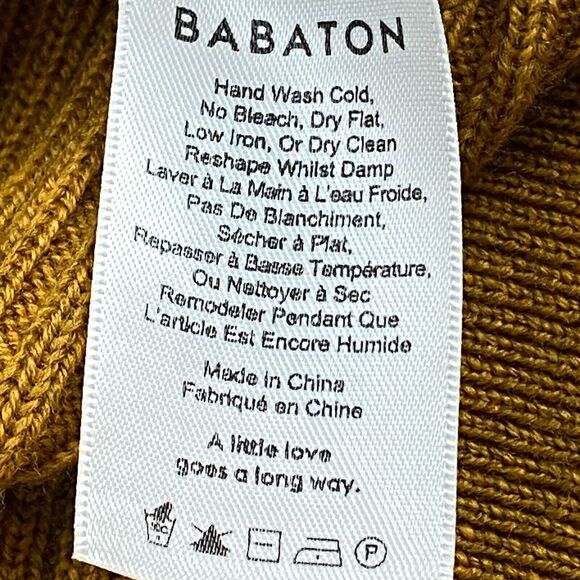 BABATON
Hand Wash Cold,
No Bleach, Dry Flat,
Low Iron, Or Dry Clean
Reshape Whilst Damp
Laver à La Main à L'eau Froide,
Pas De Blanchiment,
Sécher à Plat,
Repasser à Basse Température,
Ou Nettoyer à Sec
Remodeler Pendant Que
L'article Est Encore Humide
Made In China
Fabriqué en Chine
A little love
goes a long way.
P